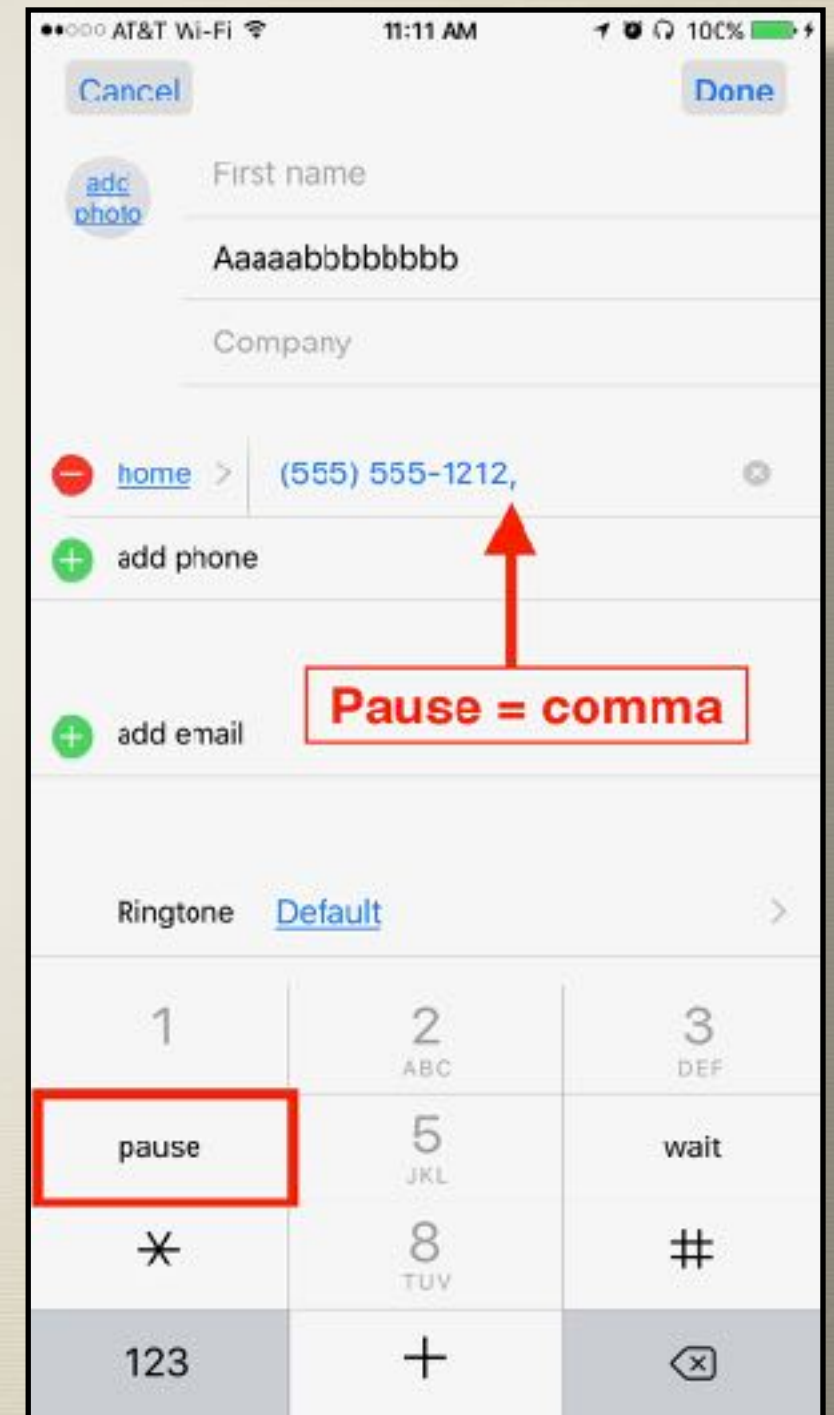 AT&T Wi-Fi 11:11 AM 100%
Cancel Done
add
photo
First name
Aaaaabbbbbbbb
Company
home > (555) 555-1212,
add phone
Pause = comma
add email
Ringtone Default >
1 2 3
ABC DEF
pause 5 wait
JKL
* 8 #
TUV
123 +